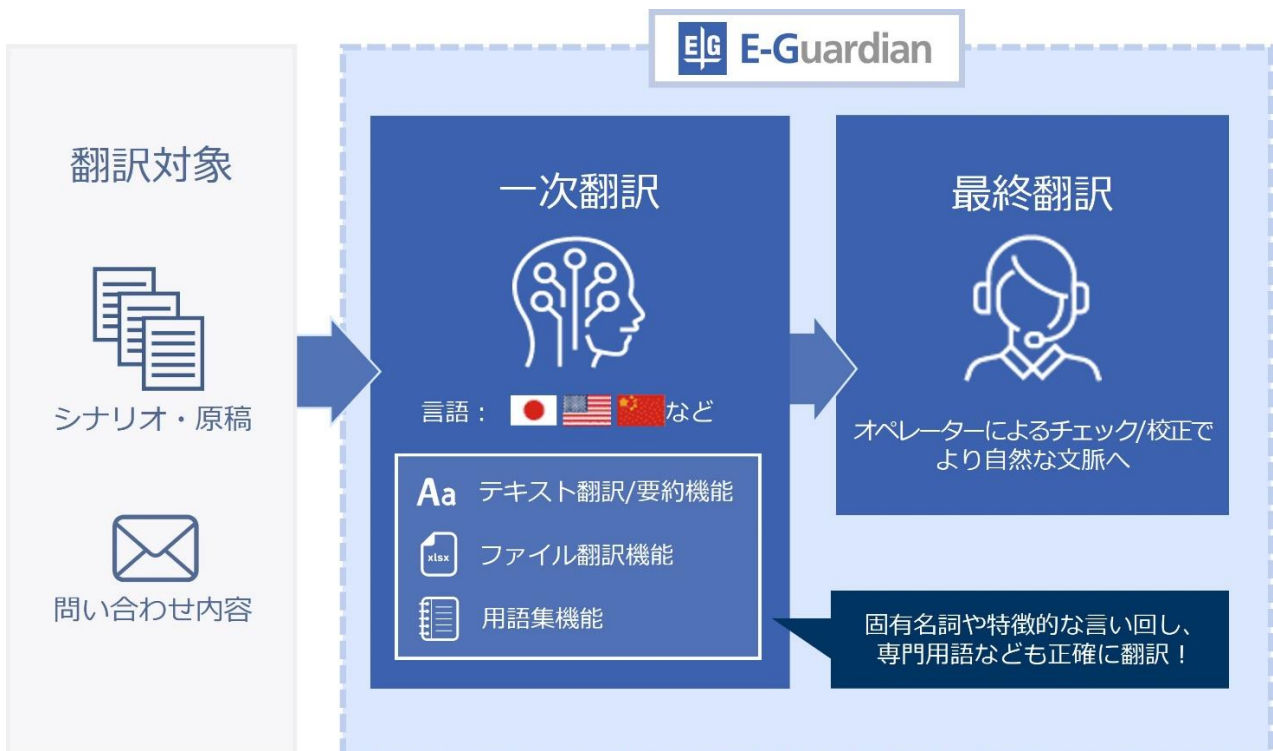 E|G E-Guardian
翻訳対象
シナリオ・原稿
問い合わせ内容
一次翻訳
言語： など
Aa テキスト翻訳/要約機能
xlsx ファイル翻訳機能
用語集機能
最終翻訳
オペレーターによるチェック/校正で
より自然な文脈へ
固有名詞や特徴的な言い回し、
専門用語なども正確に翻訳！